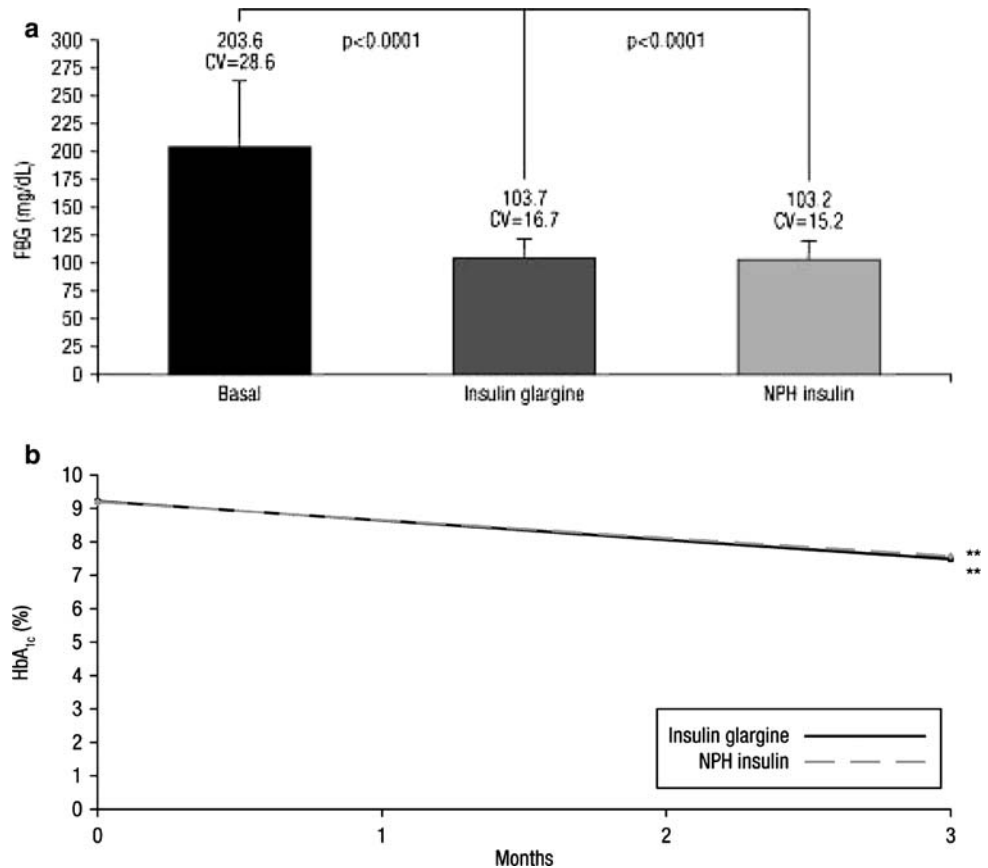 a
203.6
CV=28.6
p<0.0001
p<0.0001
103.7
CV=16.7
103.2
CV=15.2
FBG (mg/dL)
300
275
250
225
200
175
150
125
100
75
50
25
0
Basal
Insulin glargine
NPH insulin
b
HbA1c (%)
10
9
8
7
6
5
4
3
2
1
0
**
**
Insulin glargine
NPH insulin
0
1
2
3
Months